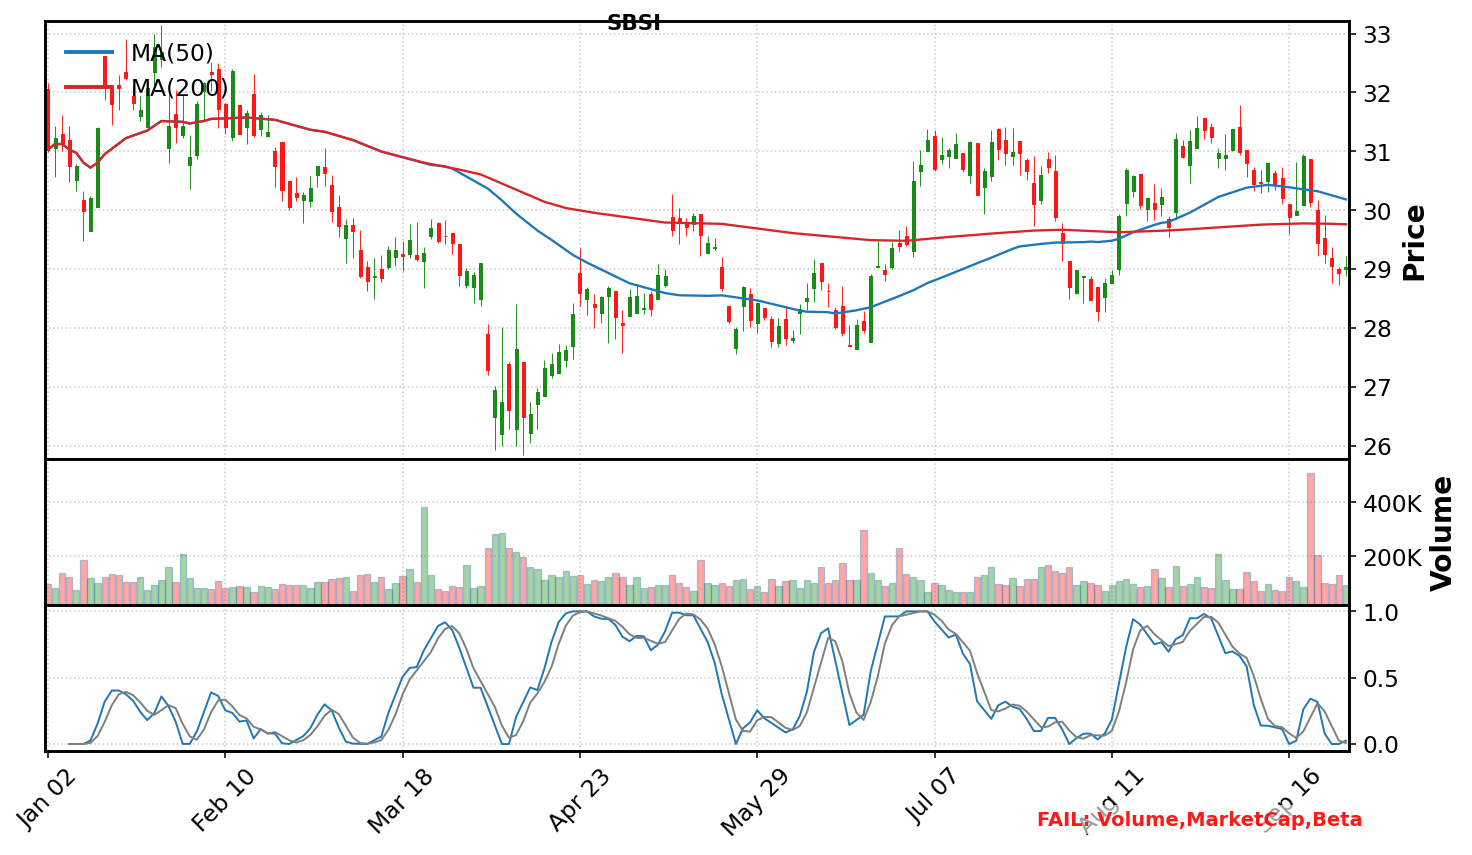 SBSI
MA(50)
MA(200)
33
32
31
30
29
28
27
26
Price
400K
200K
Volume
1.0
0.5
0.0
Jan 02
Feb 10
Mar 18
Apr 23
May 29
Jul 07
Aug 11
Sep 16
FAIL: Volume,MarketCap,Beta